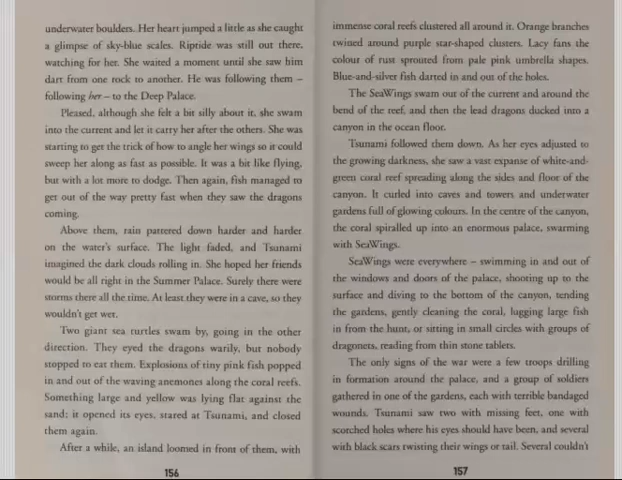 underwater boulders. Her heart jumped a little as she caught
a glimpse of sky-blue scales. Riptide was still out there,
watching for her. She waited a moment until she saw him
dart from one rock to another. He was following them –
following her – to the Deep Palace.
Pleased, although she felt a bit silly about it, she swam
into the current and let it carry her after the others. She was
starting to get the trick of how to angle her wings so it could
sweep her along as fast as possible. It was a bit like flying,
but with a lot more to dodge. Then again, fish managed to
get out of the way pretty fast when they saw the dragons
coming.
Above them, rain pattered down harder and harder
on the water's surface. The light faded, and Tsunami
imagined the dark clouds rolling in. She hoped her friends
would be all right in the Summer Palace. Surely there were
storms there all the time. At least they were in a cave, so they
wouldn't get wet.
Two giant sea turtles swam by, going in the other
direction. They eyed the dragons warily, but nobody
stopped to eat them. Explosions of tiny pink fish popped
in and out of the waving anemones along the coral reefs.
Something large and yellow was lying flat against the
sand; it opened its eyes, stared at Tsunami, and closed
them again.
After a while, an island loomed in front of them, with
156
immense coral reefs clustered all around it. Orange branches
twined around purple star-shaped clusters. Lacy fans the
colour of rust sprouted from pale pink umbrella shapes.
Blue-and-silver fish darted in and out of the holes.
The SeaWings swam out of the current and around the
bend of the reef, and then the lead dragons ducked into a
canyon in the ocean floor.
Tsunami followed them down. As her eyes adjusted to
the growing darkness, she saw a vast expanse of white-and-
green coral reef spreading along the sides and floor of the
canyon. It curled into caves and towers and underwater
gardens full of glowing colours. In the centre of the canyon,
the coral spiralled up into an enormous palace, swarming
with SeaWings.
SeaWings were everywhere – swimming in and out of
the windows and doors of the palace, shooting up to the
surface and diving to the bottom of the canyon, tending
the gardens, gently cleaning the coral, lugging large fish
in from the hunt, or sitting in small circles with groups of
dragonets, reading from thin stone tablets.
The only signs of the war were a few troops drilling
in formation around the palace, and a group of soldiers
gathered in one of the gardens, each with terrible bandaged
wounds. Tsunami saw two with missing feet, one with
scorched holes where his eyes should have been, and several
with black scars twisting their wings or tail. Several couldn't
157